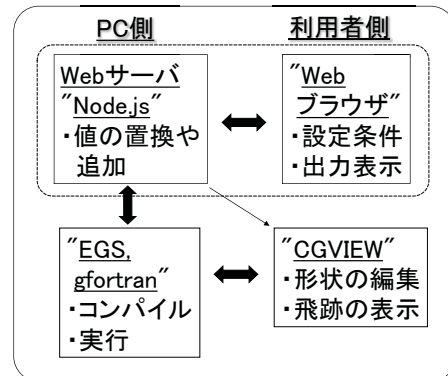 PC側
利用者側
Webサーバ
"Node.js"
・値の置換や
追加
"Web
ブラウザ"
・設定条件
・出力表示
"EGS,
gfortran"
・コンパイル
・実行
"CGVIEW"
・形状の編集
・飛跡の表示